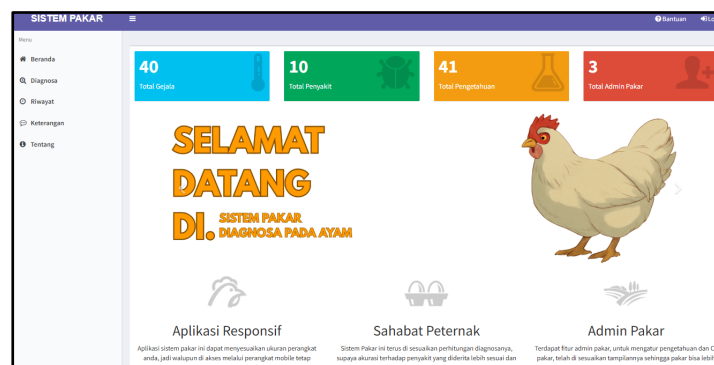 SISTEM PAKAR
Bantuan
Menu
Beranda
Diagnosa
Riwayat
Keterangan
Tentang
40
Total Gejala
10
Total Penyakit
41
Total Pengetahuan
3
Total Admin Pakar
SELAMAT
DATANG
DI. SISTEM PAKAR
DIAGNOSA PADA AYAM
Aplikasi Responsif
Aplikasi sistem pakar ini dapat menyesuaikan ukuran perangkat
anda, jadi walupun di akses melalui perangkat mobile tetap
Sahabat Peternak
Sistem Pakar ini terus di sesuaikan perhitungan diagnosanya,
supaya akurasi terhadap penyakit yang diderita lebih sesuai dan
Admin Pakar
Terdapat fitur admin pakar, untuk mengatur pengetahuan dan
pakar, telah di sesuaikan tampilannya sehingga pakar bisa lebih